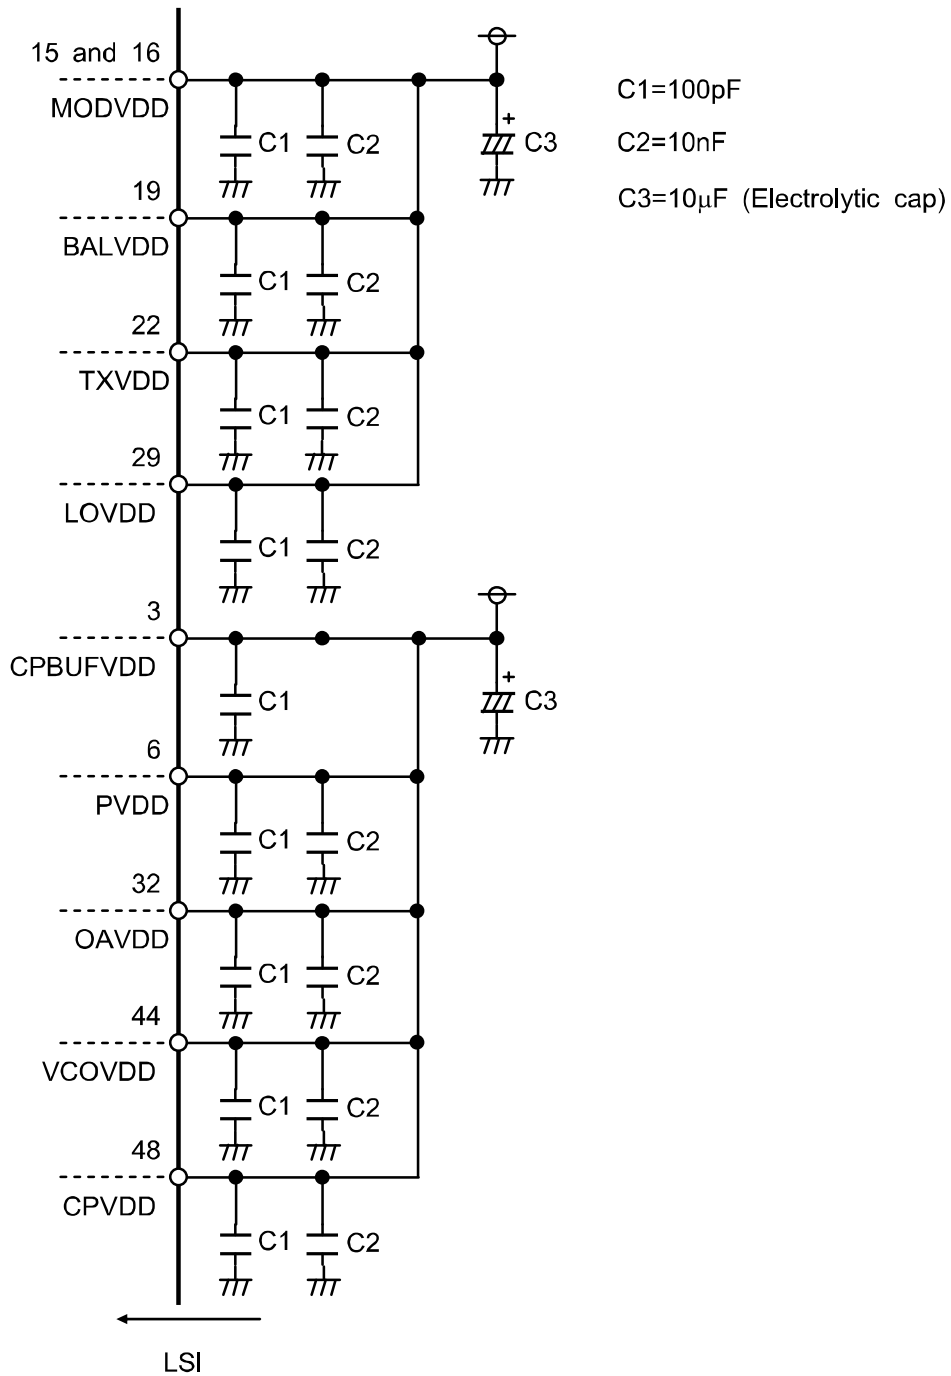 15 and 16
MODVDD
C1
C2
+
C3
C1=100pF
C2=10nF
C3=10μF (Electrolytic cap)
19
BALVDD
C1
C2
22
TXVDD
C1
C2
29
LOVDD
C1
C2
3
CPBUFVDD
C1
+
C3
6
PVDD
C1
C2
32
OAVDD
C1
C2
44
VCOVDD
C1
C2
48
CPVDD
C1
C2
LSI